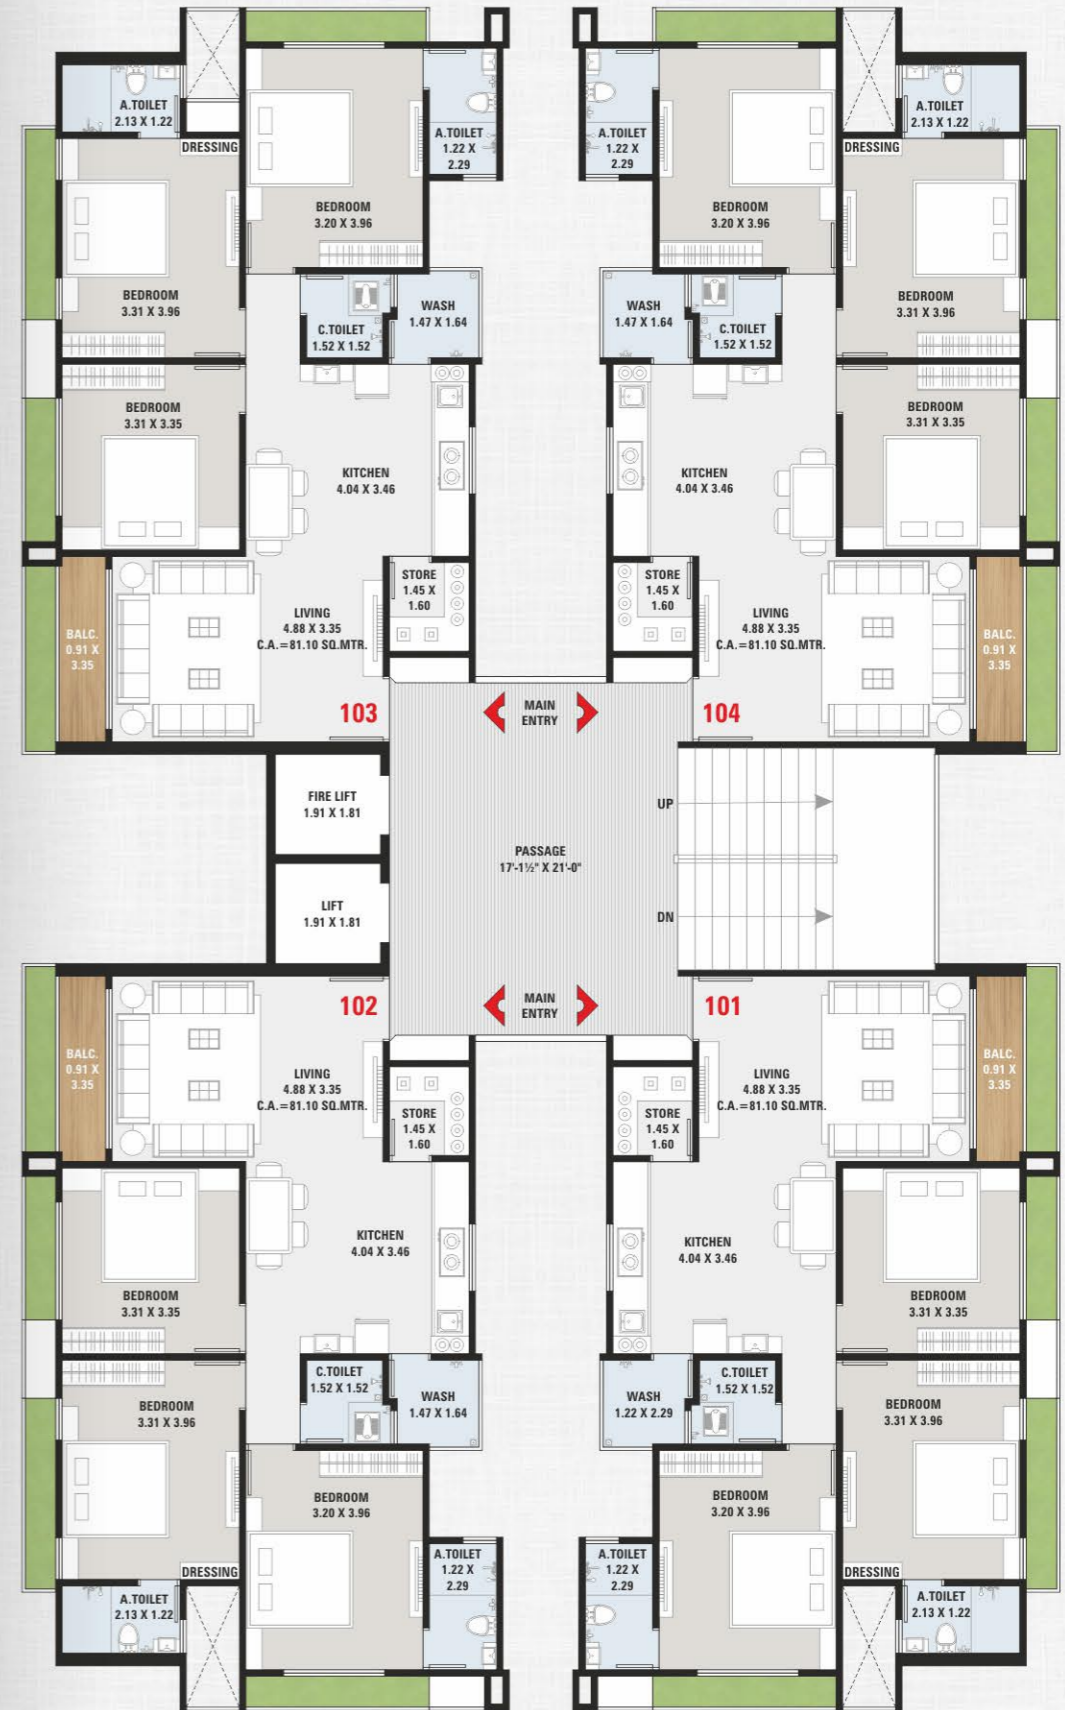 A.TOILET
2.13 X 1.22
DRESSING
BEDROOM
3.20 X 3.96
A.TOILET
1.22 X
2.29
BEDROOM
3.31 X 3.96
C.TOILET
1.52 X 1.52
WASH
1.47 X 1.64
BEDROOM
3.31 X 3.35
KITCHEN
4.04 X 3.46
STORE
1.45 X
1.60
LIVING
4.88 X 3.35
C.A.=81.10 SQ.MTR.
BALC.
0.91 X
3.35
103
A.TOILET
1.22 X
2.29
BEDROOM
3.20 X 3.96
A.TOILET
2.13 X 1.22
DRESSING
BEDROOM
3.31 X 3.96
WASH
1.47 X 1.64
C.TOILET
1.52 X 1.52
BEDROOM
3.31 X 3.35
KITCHEN
4.04 X 3.46
STORE
1.45 X
1.60
LIVING
4.88 X 3.35
C.A.=81.10 SQ.MTR.
BALC.
0.91 X
3.35
104
MAIN
ENTRY
FIRE LIFT
1.91 X 1.81
UP
PASSAGE
17'-1½" X 21'-0"
LIFT
1.91 X 1.81
DN
MAIN
ENTRY
102
BALC.
0.91 X
3.35
LIVING
4.88 X 3.35
C.A.=81.10 SQ.MTR.
STORE
1.45 X
1.60
KITCHEN
4.04 X 3.46
BEDROOM
3.31 X 3.35
C.TOILET
1.52 X 1.52
WASH
1.47 X 1.64
BEDROOM
3.31 X 3.96
BEDROOM
3.20 X 3.96
A.TOILET
1.22 X
2.29
DRESSING
A.TOILET
2.13 X 1.22
101
BALC.
0.91 X
3.35
LIVING
4.88 X 3.35
C.A.=81.10 SQ.MTR.
STORE
1.45 X
1.60
KITCHEN
4.04 X 3.46
BEDROOM
3.31 X 3.35
WASH
1.22 X 2.29
C.TOILET
1.52 X 1.52
BEDROOM
3.31 X 3.96
BEDROOM
3.20 X 3.96
A.TOILET
1.22 X
2.29
DRESSING
A.TOILET
2.13 X 1.22